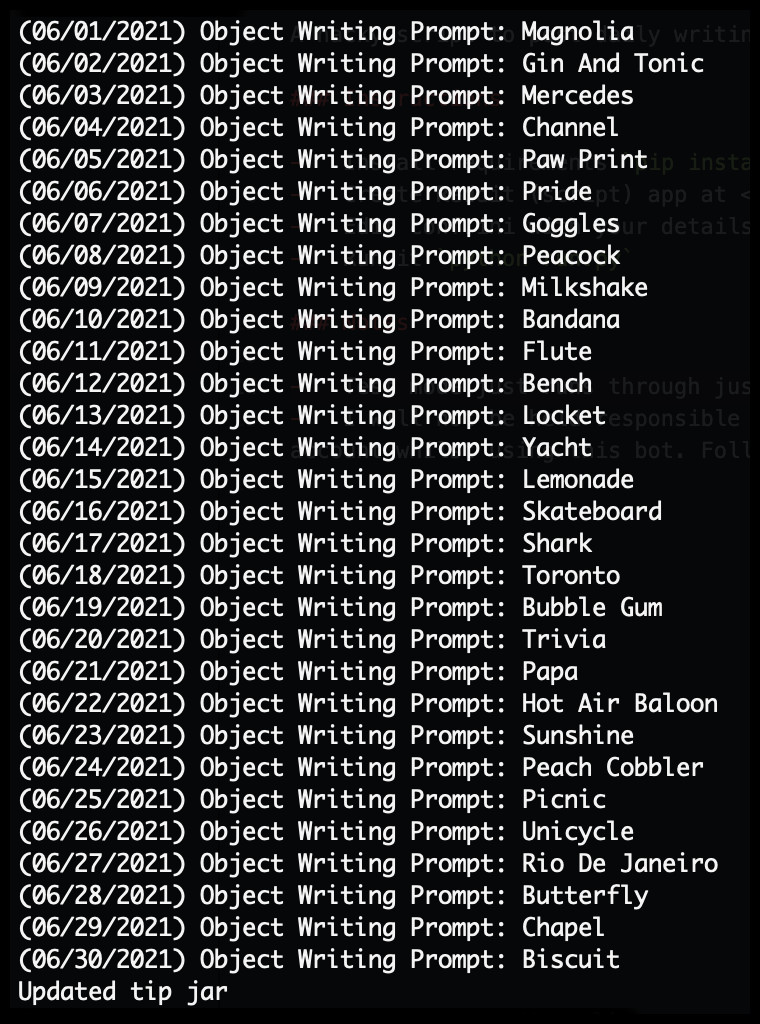 (06/01/2021) Object Writing Prompt: Magnolia
(06/02/2021) Object Writing Prompt: Gin And Tonic
(06/03/2021) Object Writing Prompt: Mercedes
(06/04/2021) Object Writing Prompt: Channel
(06/05/2021) Object Writing Prompt: Paw Print
(06/06/2021) Object Writing Prompt: Pride
(06/07/2021) Object Writing Prompt: Goggles
(06/08/2021) Object Writing Prompt: Peacock
(06/09/2021) Object Writing Prompt: Milkshake
(06/10/2021) Object Writing Prompt: Bandana
(06/11/2021) Object Writing Prompt: Flute
(06/12/2021) Object Writing Prompt: Bench
(06/13/2021) Object Writing Prompt: Locket
(06/14/2021) Object Writing Prompt: Yacht
(06/15/2021) Object Writing Prompt: Lemonade
(06/16/2021) Object Writing Prompt: Skateboard
(06/17/2021) Object Writing Prompt: Shark
(06/18/2021) Object Writing Prompt: Toronto
(06/19/2021) Object Writing Prompt: Bubble Gum
(06/20/2021) Object Writing Prompt: Trivia
(06/21/2021) Object Writing Prompt: Papa
(06/22/2021) Object Writing Prompt: Hot Air Baloon
(06/23/2021) Object Writing Prompt: Sunshine
(06/24/2021) Object Writing Prompt: Peach Cobbler
(06/25/2021) Object Writing Prompt: Picnic
(06/26/2021) Object Writing Prompt: Unicycle
(06/27/2021) Object Writing Prompt: Rio De Janeiro
(06/28/2021) Object Writing Prompt: Butterfly
(06/29/2021) Object Writing Prompt: Chapel
(06/30/2021) Object Writing Prompt: Biscuit
Updated tip jar